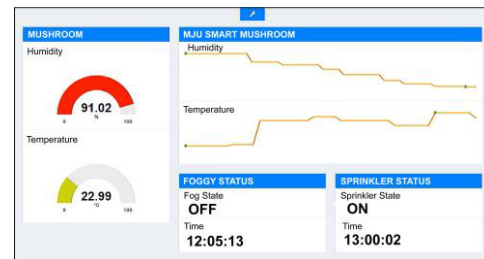 MUSHROOM
Humidity
91.02
%
0 100
Temperature
22.99
°C
0 100
MJU SMART MUSHROOM
Humidity
Temperature
FOGGY STATUS
Fog State
OFF
Time
12:05:13
SPRINKLER STATUS
Sprinkler State
ON
Time
13:00:02